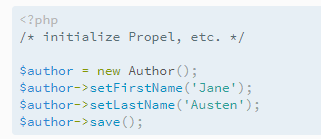 <?php
/* initialize Propel, etc. */
$author = new Author();
$author->setFirstName('Jane');
$author->setLastName('Austen');
$author->save();